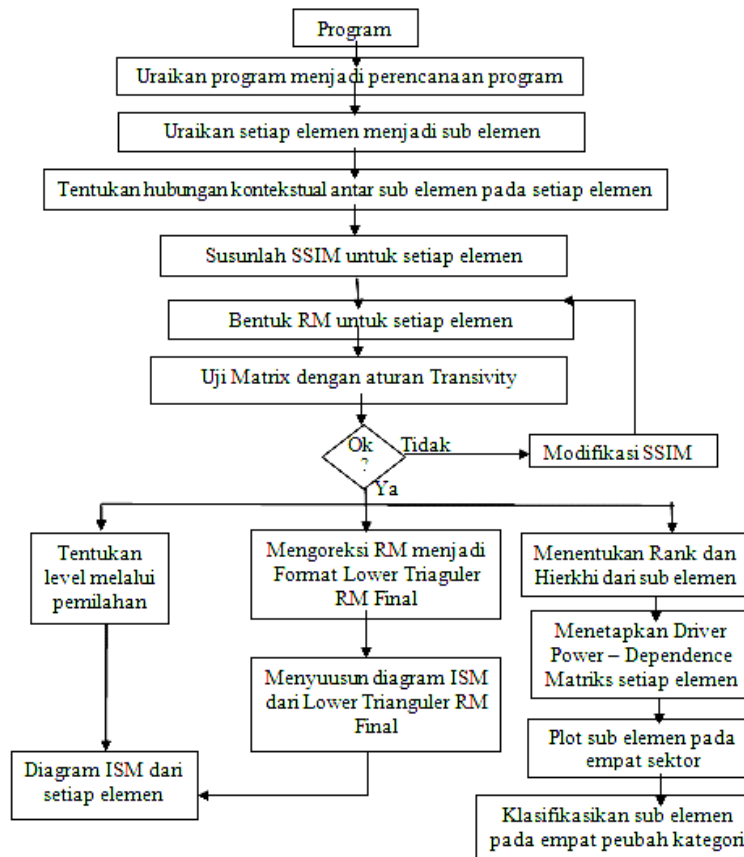 Program
Uraikan program menjadi perencanaan program
Uraikan setiap elemen menjadi sub elemen
Tentukan hubungan kontekstual antar sub elemen pada setiap elemen
Susunlah SSIM untuk setiap elemen
Bentuk RM untuk setiap elemen
Uji Matrix dengan aturan Transivity
Ok
?
Tidak
Modifikasi SSIM
Ya
Tentukan
level melalui
pemilahan
Mengoreksi RM menjadi
Format Lower Triaguler
RM Final
Menentukan Rank dan
Hierkhi dari sub elemen
Menetapkan Driver
Power – Dependence
Matriks setiap elemen
Menyuusun diagram ISM
dari Lower Trianguler RM
Final
Plot sub elemen pada
empat sektor
Diagram ISM dari
setiap elemen
Klasifikasikan sub elemen
pada empat peubah kategori